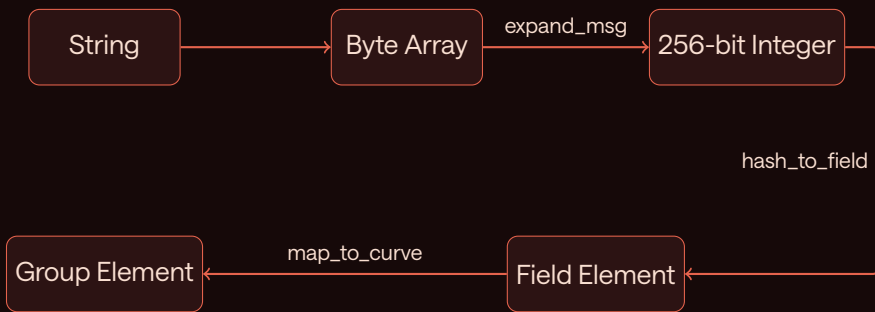 String
Byte Array
expand_msg
256-bit Integer
hash_to_field
Group Element
map_to_curve
Field Element